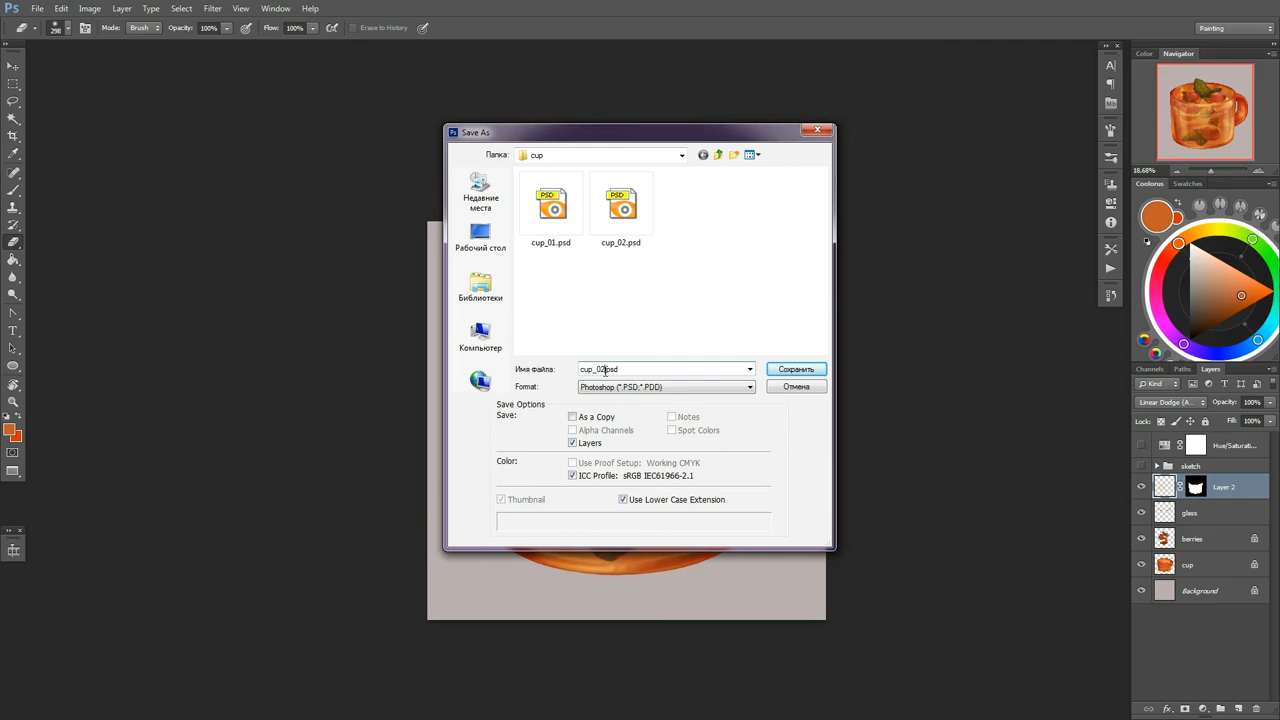 Ps File Edit Image Layer Type Select Filter View Window Help
298 Mode: Brush Opacity: 100% Flow: 100% Erase to History Painting
Color Navigator
18.68%
Coolorus Swatches
Save As
Папка: cup
Недавние места
Рабочий стол
Библиотеки
Компьютер
PSD PSD
cup_01.psd cup_02.psd
Имя файла: cup_02.psd Сохранить
Format: Photoshop (*.PSD;*.PDD) Отмена
Save Options
Save: As a Copy Notes
Alpha Channels Spot Colors
Layers
Color: Use Proof Setup: Working CMYK
ICC Profile: sRGB IEC61966-2.1
Thumbnail Use Lower Case Extension
Channels Paths Layers
Kind
Linear Dodge (A... Opacity: 100%
Lock: Fill: 100%
Hue/Saturati...
sketch
Layer 2
glass
berries
cup
Background